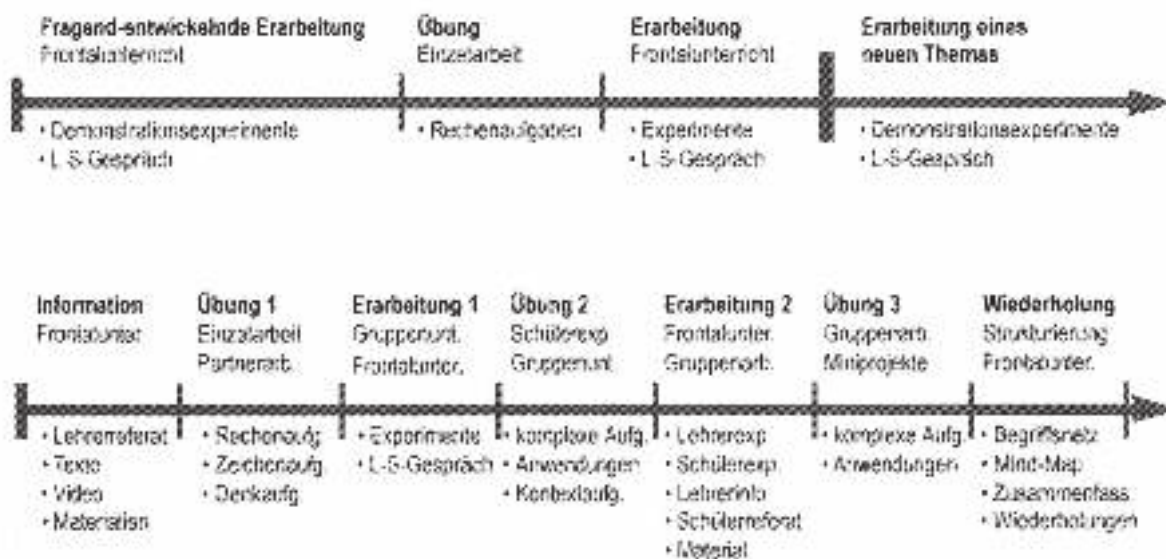 Fragend-entwickelnde Erarbeitung
Frontalunterricht
Übung
Einzelarbeit
Erarbeitung
Frontalunterricht
Erarbeitung eines
neuen Themas
• Demonstrationsexperimente
• L-S-Gespräch
• Rechenaufgaben
• Experimente
• L-S-Gespräch
• Demonstrationsexperimente
• L-S-Gespräch
Information
Frontalunter.
Übung 1
Einzelarbeit
Partnerarb.
Erarbeitung 1
Gruppenunt.
Frontalunter.
Übung 2
Schülerexp.
Gruppenunt.
Erarbeitung 2
Frontalunter.
Gruppenarb.
Übung 3
Gruppenarb.
Miniprojekte
Wiederholung
Strukturierung
Frontalunter.
• Lehrerreferat
• Texte
• Video
• Materialien
• Rechenaufg.
• Zeichenaufg.
• Denkaufg.
• Experimente
• L-S-Gespräch
• komplexe Aufg.
• Anwendungen
• Kontextaufg.
• Lehrerexp.
• Schülerexp.
• Lehrerinfo
• Schülerreferat
• Material
• komplexe Aufg.
• Anwendungen
• Begriffsnetz
• Mind-Map
• Zusammenfass.
• Wiederholungen